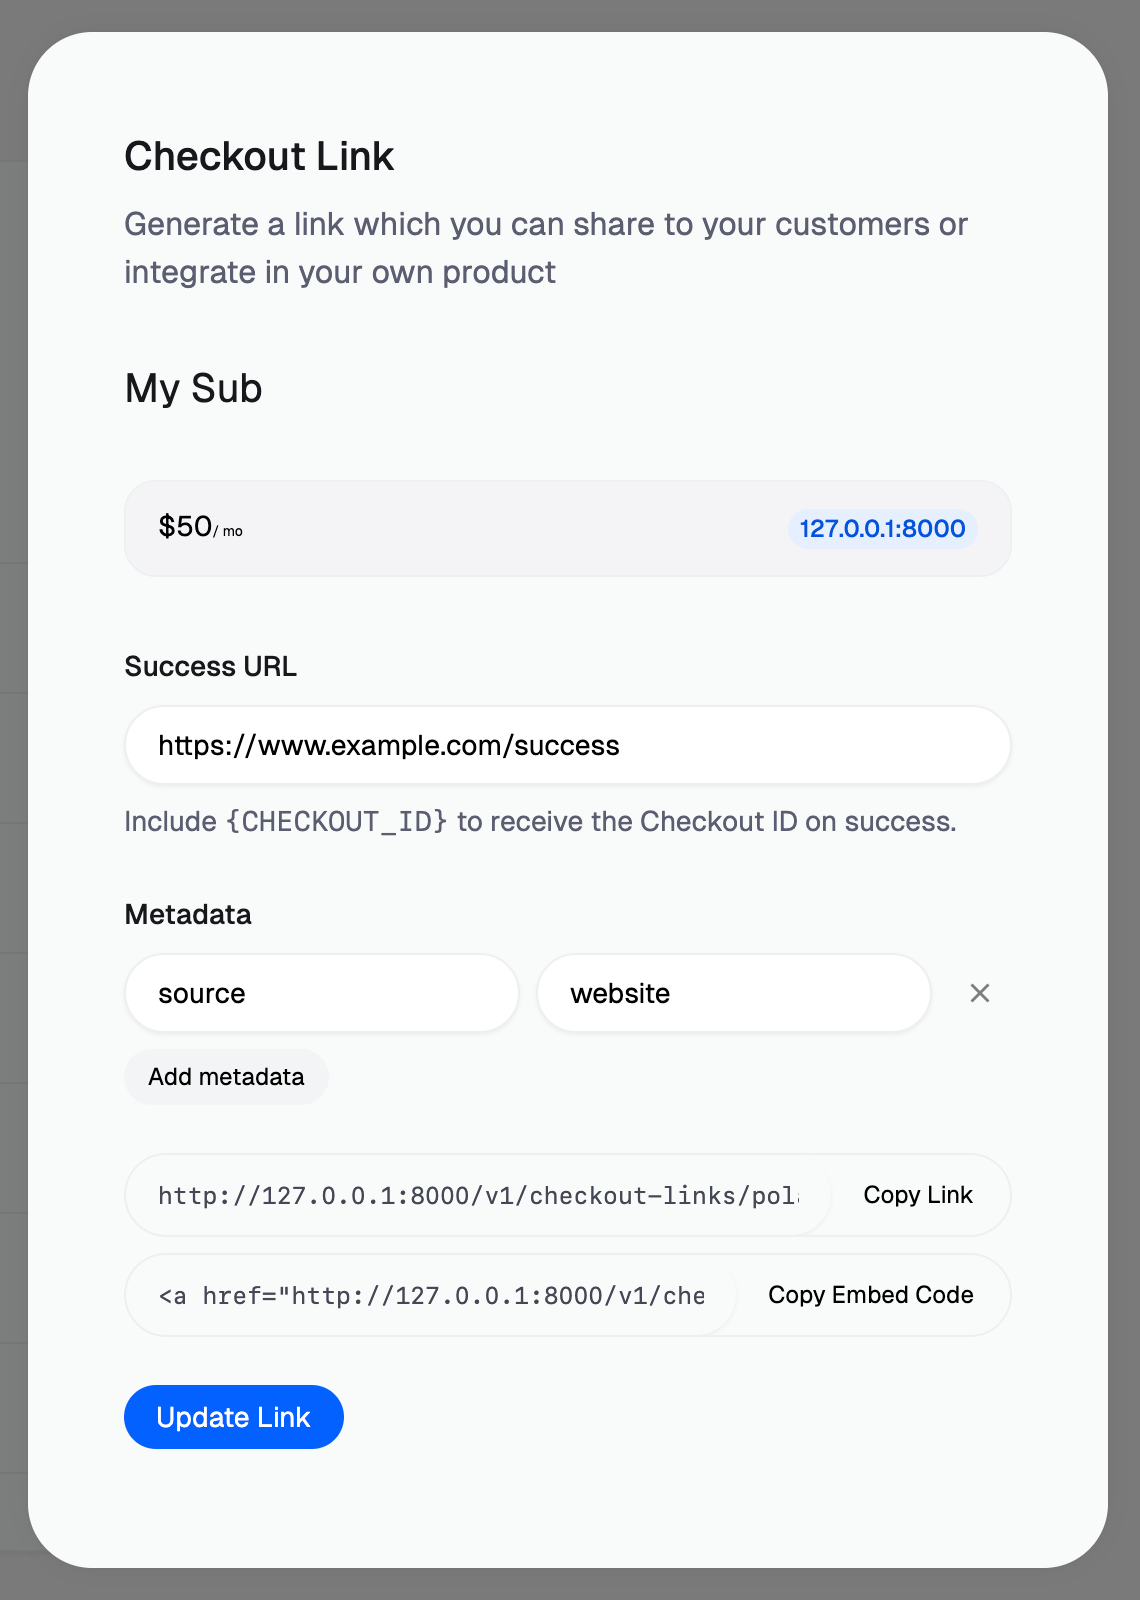 Checkout Link
Generate a link which you can share to your customers or
integrate in your own product
My Sub
$50/ mo 127.0.0.1:8000
Success URL
https://www.example.com/success
Include {CHECKOUT_ID} to receive the Checkout ID on success.
Metadata
source website
Add metadata
http://127.0.0.1:8000/v1/checkout-links/pol Copy Link
<a href="http://127.0.0.1:8000/v1/che Copy Embed Code
Update Link